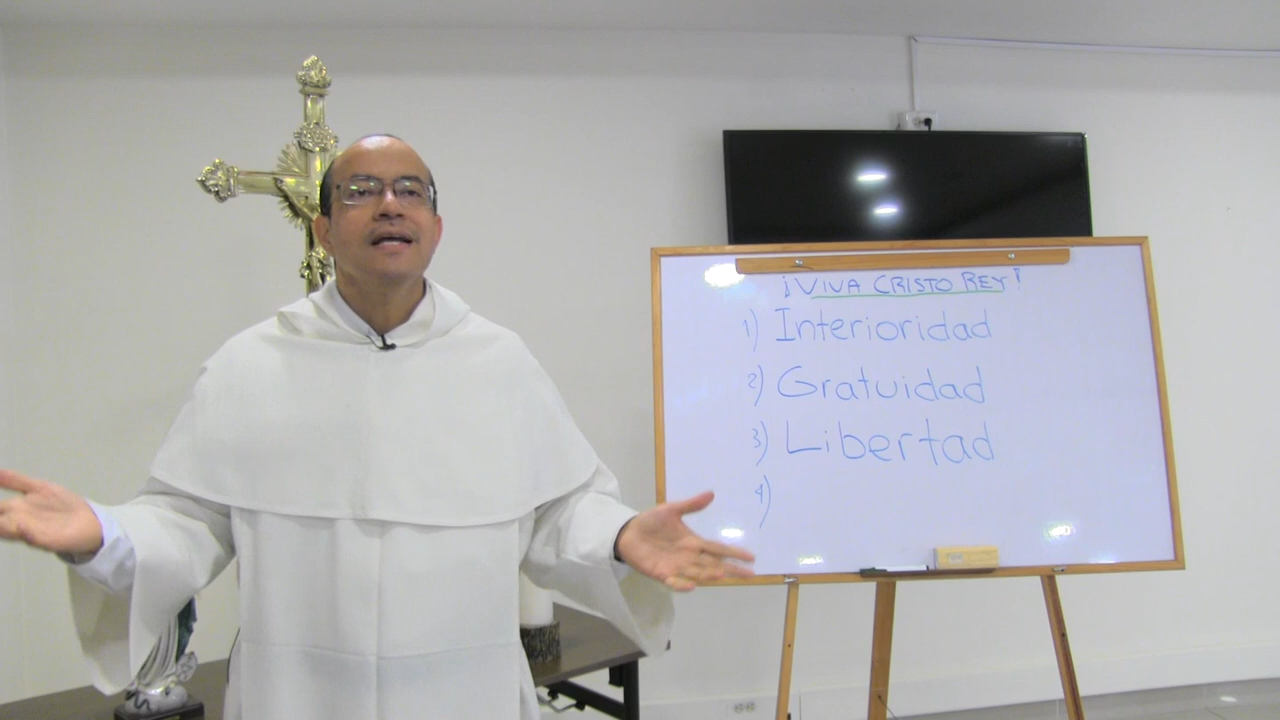 ¡VIVA CRISTO REY!
1) Interioridad
2) Gratuidad
3) Libertad
4)